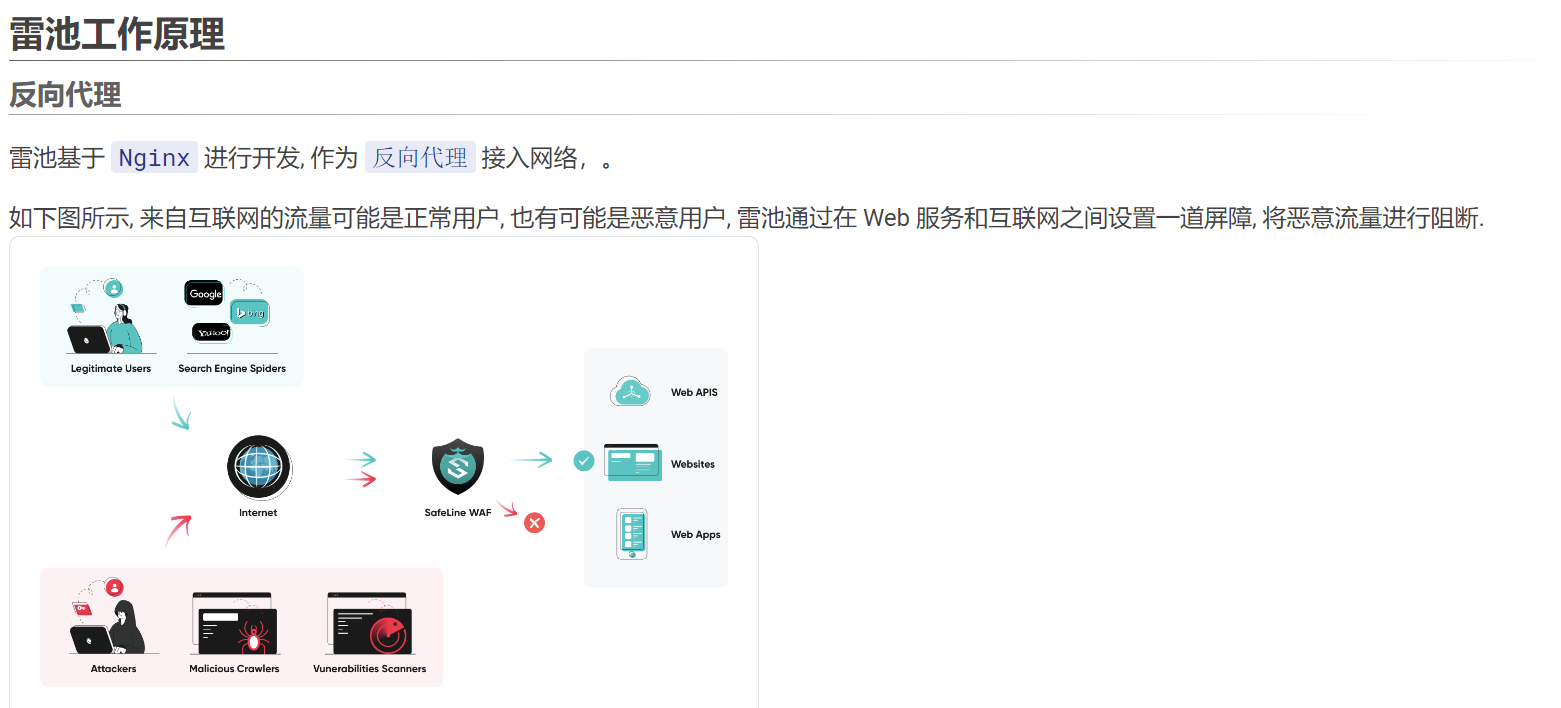 雷池工作原理
反向代理
雷池基于 Nginx 进行开发, 作为 反向代理 接入网络，。
如下图所示, 来自互联网的流量可能是正常用户, 也有可能是恶意用户, 雷池通过在 Web 服务和互联网之间设置一道屏障, 将恶意流量进行阻断.
Google
bing
YAHOO!
Legitimate Users
Search Engine Spiders
Web APIS
Websites
Internet
SafeLine WAF
Web Apps
Attackers
Malicious Crawlers
Vunerabilities Scanners